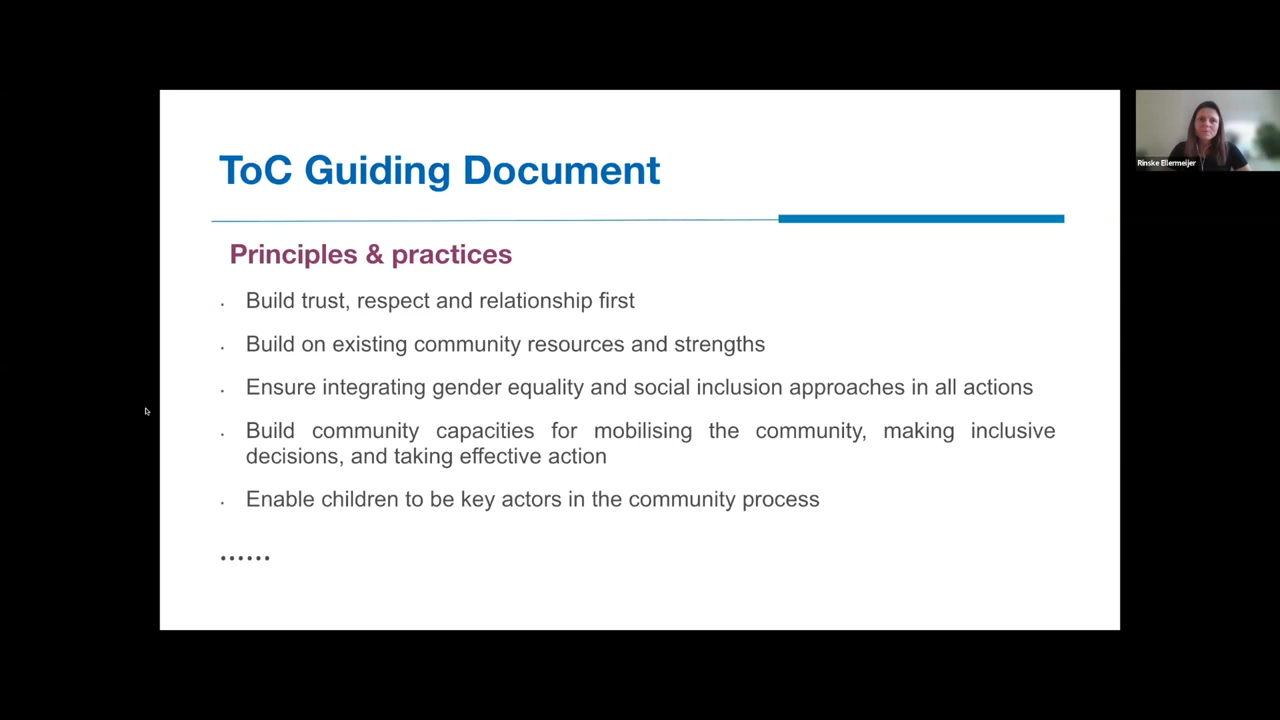 ToC Guiding Document
Principles & practices
· Build trust, respect and relationship first
· Build on existing community resources and strengths
· Ensure integrating gender equality and social inclusion approaches in all actions
· Build community capacities for mobilising the community, making inclusive
decisions, and taking effective action
· Enable children to be key actors in the community process
......
Rinske Ellermeijer